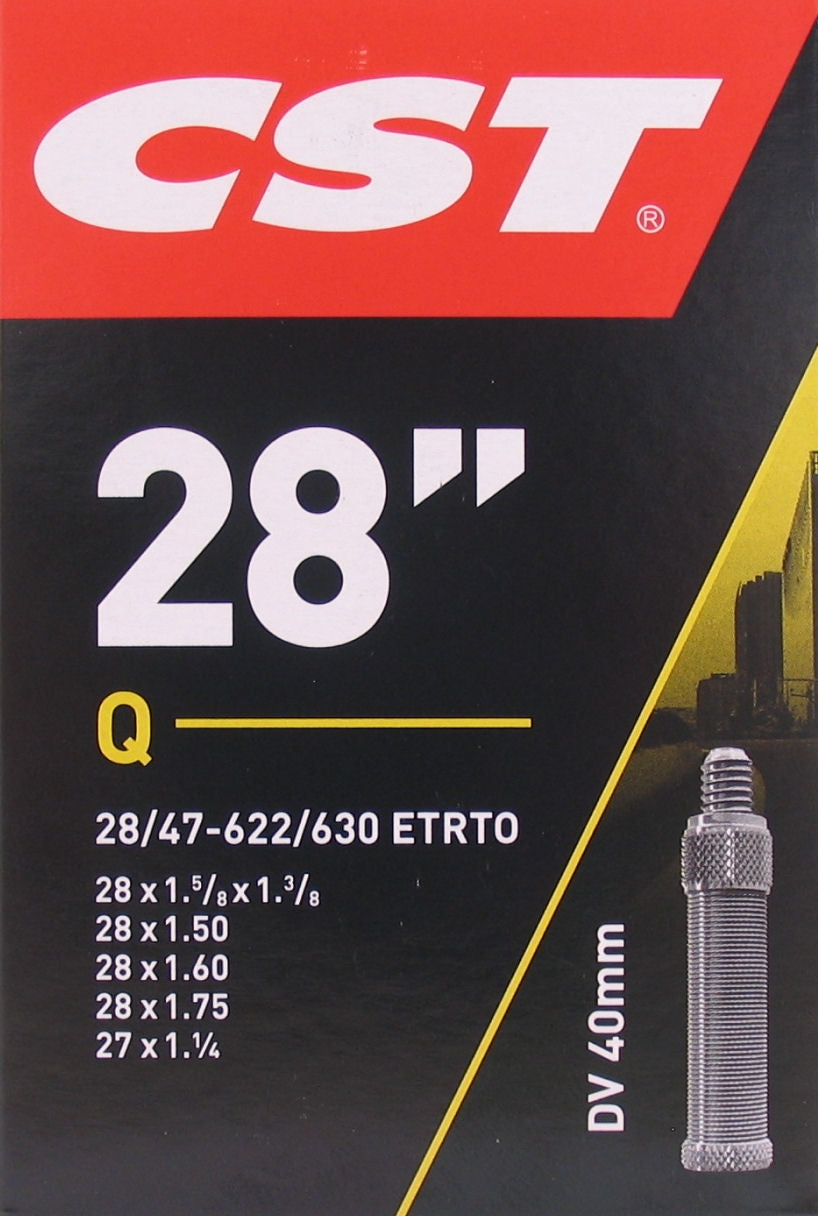 CST®
28”
Q
28/47-622/630 ETRTO
28 x 1.⁵/₈ x 1.³/₈
28 x 1.50
28 x 1.60
28 x 1.75
27 x 1.¼
DV 40mm